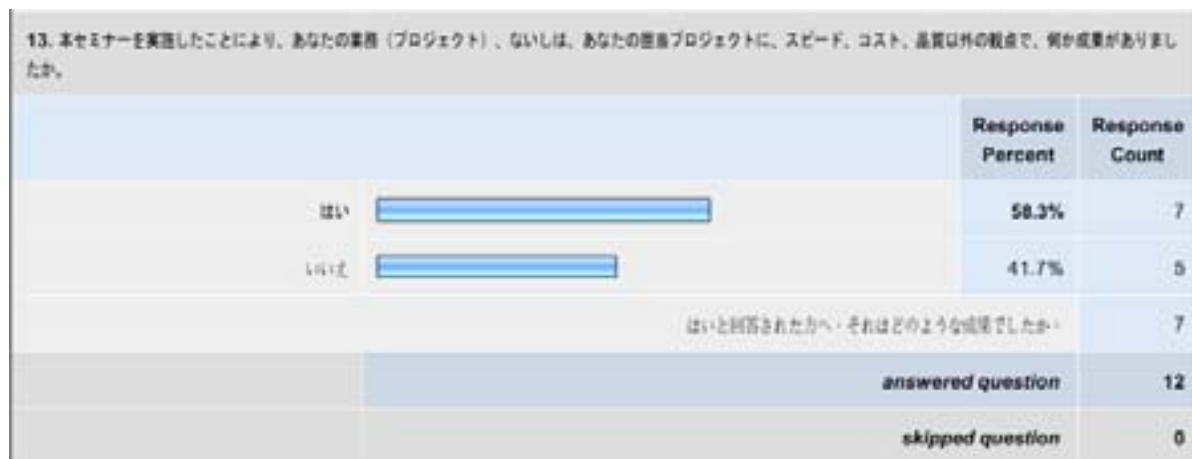 13. 本セミナーを実施したことにより、あなたの業務（プロジェクト）、ないしは、あなたの担当プロジェクトに、スピード、コスト、品質以外の観点で、何か成果がありまし
たか。
Response Response
Percent Count
はい 58.3% 7
いいえ 41.7% 5
はいと回答された方へ・それはどのような成果でしたか・ 7
answered question 12
skipped question 0